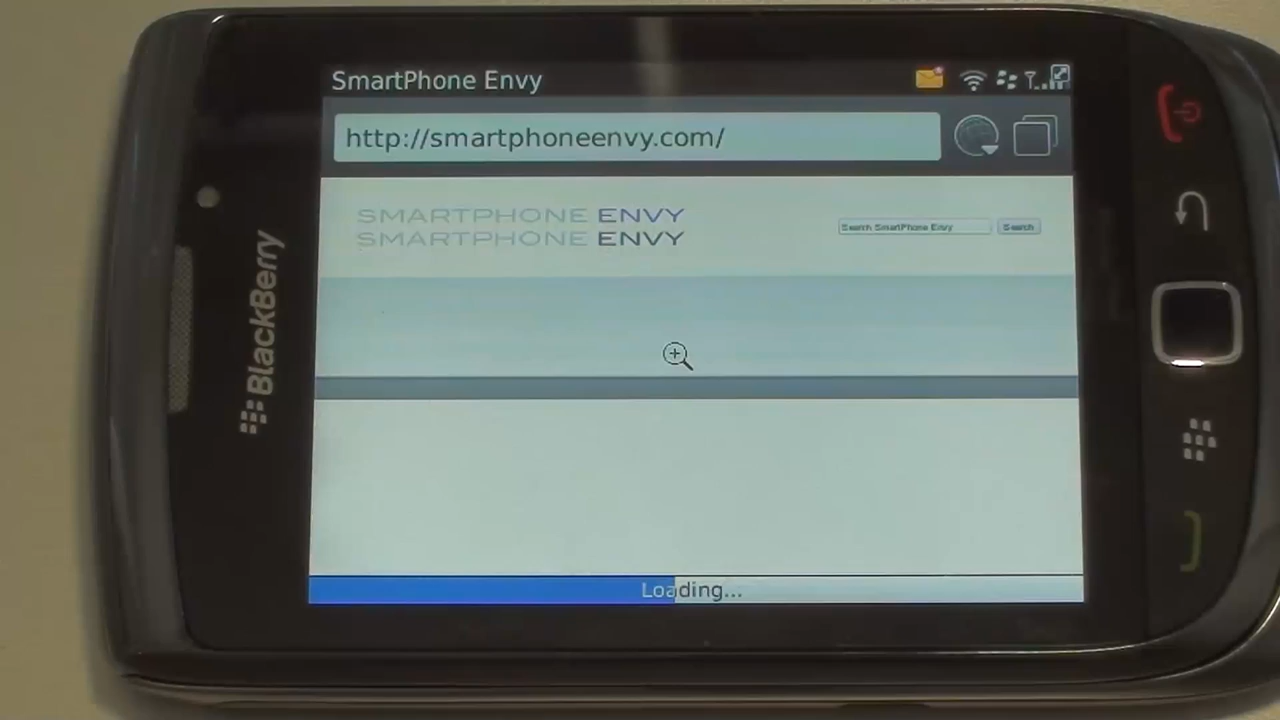 SmartPhone Envy
http://smartphoneenvy.com/
SMARTPHONE ENVY
SMARTPHONE ENVY
Search SmartPhone Envy
Search
Loading...
BlackBerry